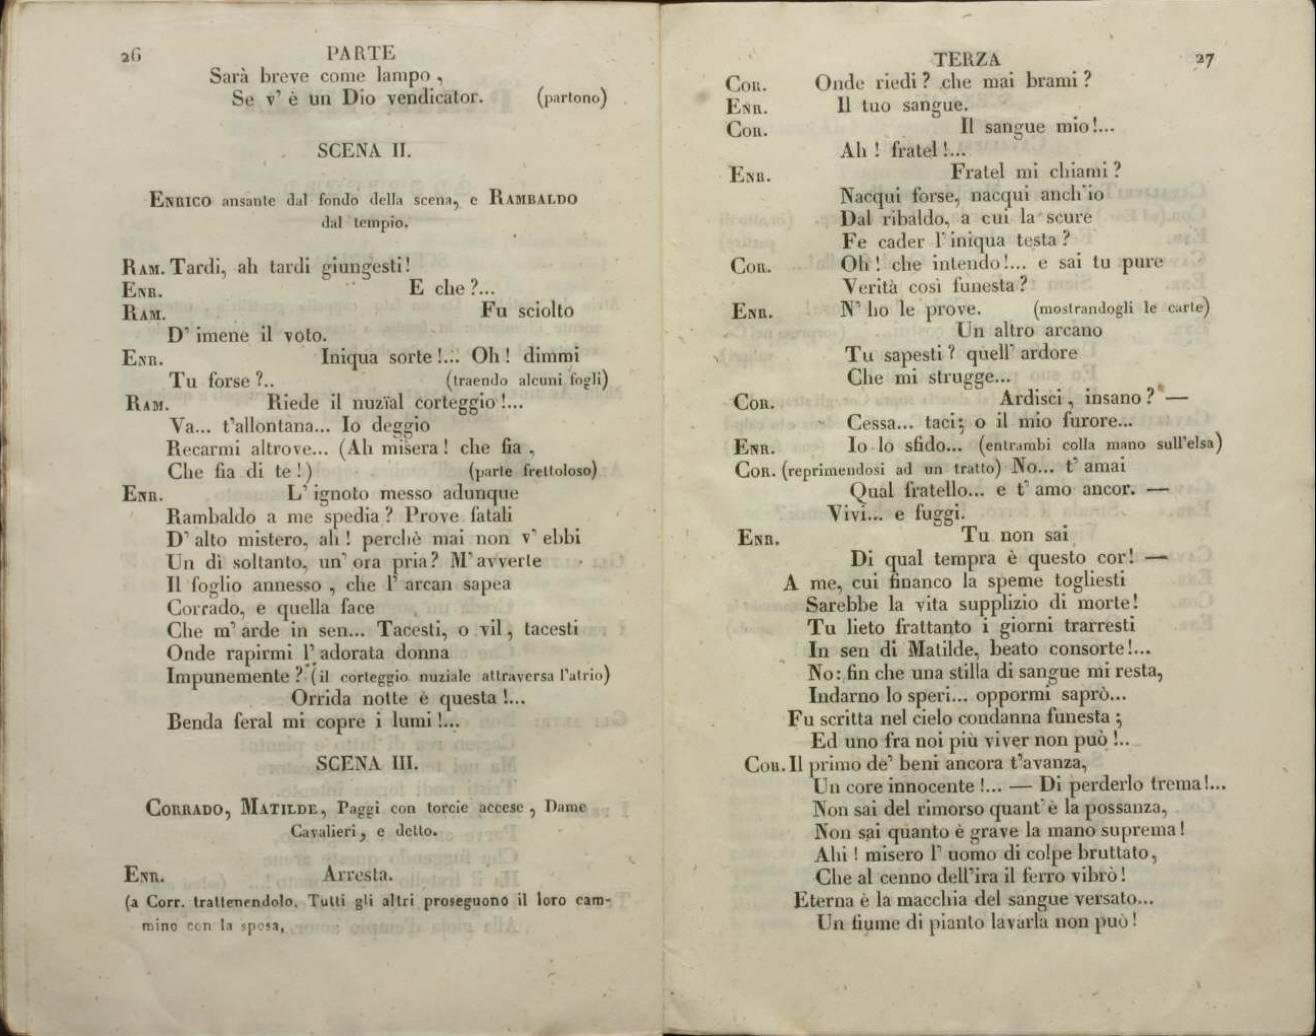 26 PARTE
Sarà breve come lampo,
Se v' è un Dio vendicator. (partono)
SCENA II.
ENRICO ansante dal fondo della scena, e RAMBALDO
dal tempio.
RAM. Tardi, ah tardi giungesti!
ENR. E che?...
RAM. Fu sciolto
D' imene il voto.
ENR. Iniqua sorte!... Oh! dimmi
Tu forse?.. (traendo alcuni fogli)
RAM. Riede il nuzïal corteggio!...
Va... t'allontana... Io deggio
Recarmi altrove... (Ah misera! che fia,
Che fia di te!) (parte frettoloso)
ENR. L' ignoto messo adunque
Rambaldo a me spedia? Prove fatali
D' alto mistero, ah! perchè mai non v' ebbi
Un dì soltanto, un' ora pria? M' avverte
Il foglio annesso, che l' arcan sapea
Corrado, e quella face
Che m' arde in sen... Tacesti, o vil, tacesti
Onde rapirmi l' adorata donna
Impunemente? (il corteggio nuziale attraversa l'atrio)
Orrida notte è questa!...
Benda feral mi copre i lumi!...
SCENA III.
CORRADO, MATILDE, Paggi con torcie accese, Dame
Cavalieri, e detto.
ENR. Arresta.
(a Corr. trattenendolo. Tutti gli altri proseguono il loro cam-
mino con la sposa,
TERZA 27
COR. Onde riedi? che mai brami?
ENR. Il tuo sangue.
COR. Il sangue mio!...
Ah! fratel!...
ENR. Fratel mi chiami?
Nacqui forse, nacqui anch'io
Dal ribaldo, a cui la scure
Fe cader l' iniqua testa?
COR. Oh! che intendo!... e sai tu pure
Verità così funesta?
ENR. N' ho le prove. (mostrandogli le carte)
Un altro arcano
Tu sapesti? quell' ardore
Che mi strugge...
COR. Ardisci, insano? —
Cessa... taci; o il mio furore...
ENR. Io lo sfido... (entrambi colla mano sull'elsa)
COR. (reprimendosi ad un tratto) No... t' amai
Qual fratello... e t' amo ancor. —
Vivi... e fuggi.
ENR. Tu non sai
Di qual tempra è questo cor! —
A me, cui financo la speme togliesti
Sarebbe la vita supplizio di morte!
Tu lieto frattanto i giorni trarresti
In sen di Matilde, beato consorte!...
No: fin che una stilla di sangue mi resta,
Indarno lo speri... oppormi saprò...
Fu scritta nel cielo condanna funesta;
Ed uno fra noi più viver non può!..
COR. Il primo de' beni ancora t'avanza,
Un core innocente!... — Di perderlo trema!...
Non sai del rimorso quant' è la possanza,
Non sai quanto è grave la mano suprema!
Ahi! misero l' uomo di colpe bruttato,
Che al cenno dell'ira il ferro vibrò!
Eterna è la macchia del sangue versato...
Un fiume di pianto lavarla non può!